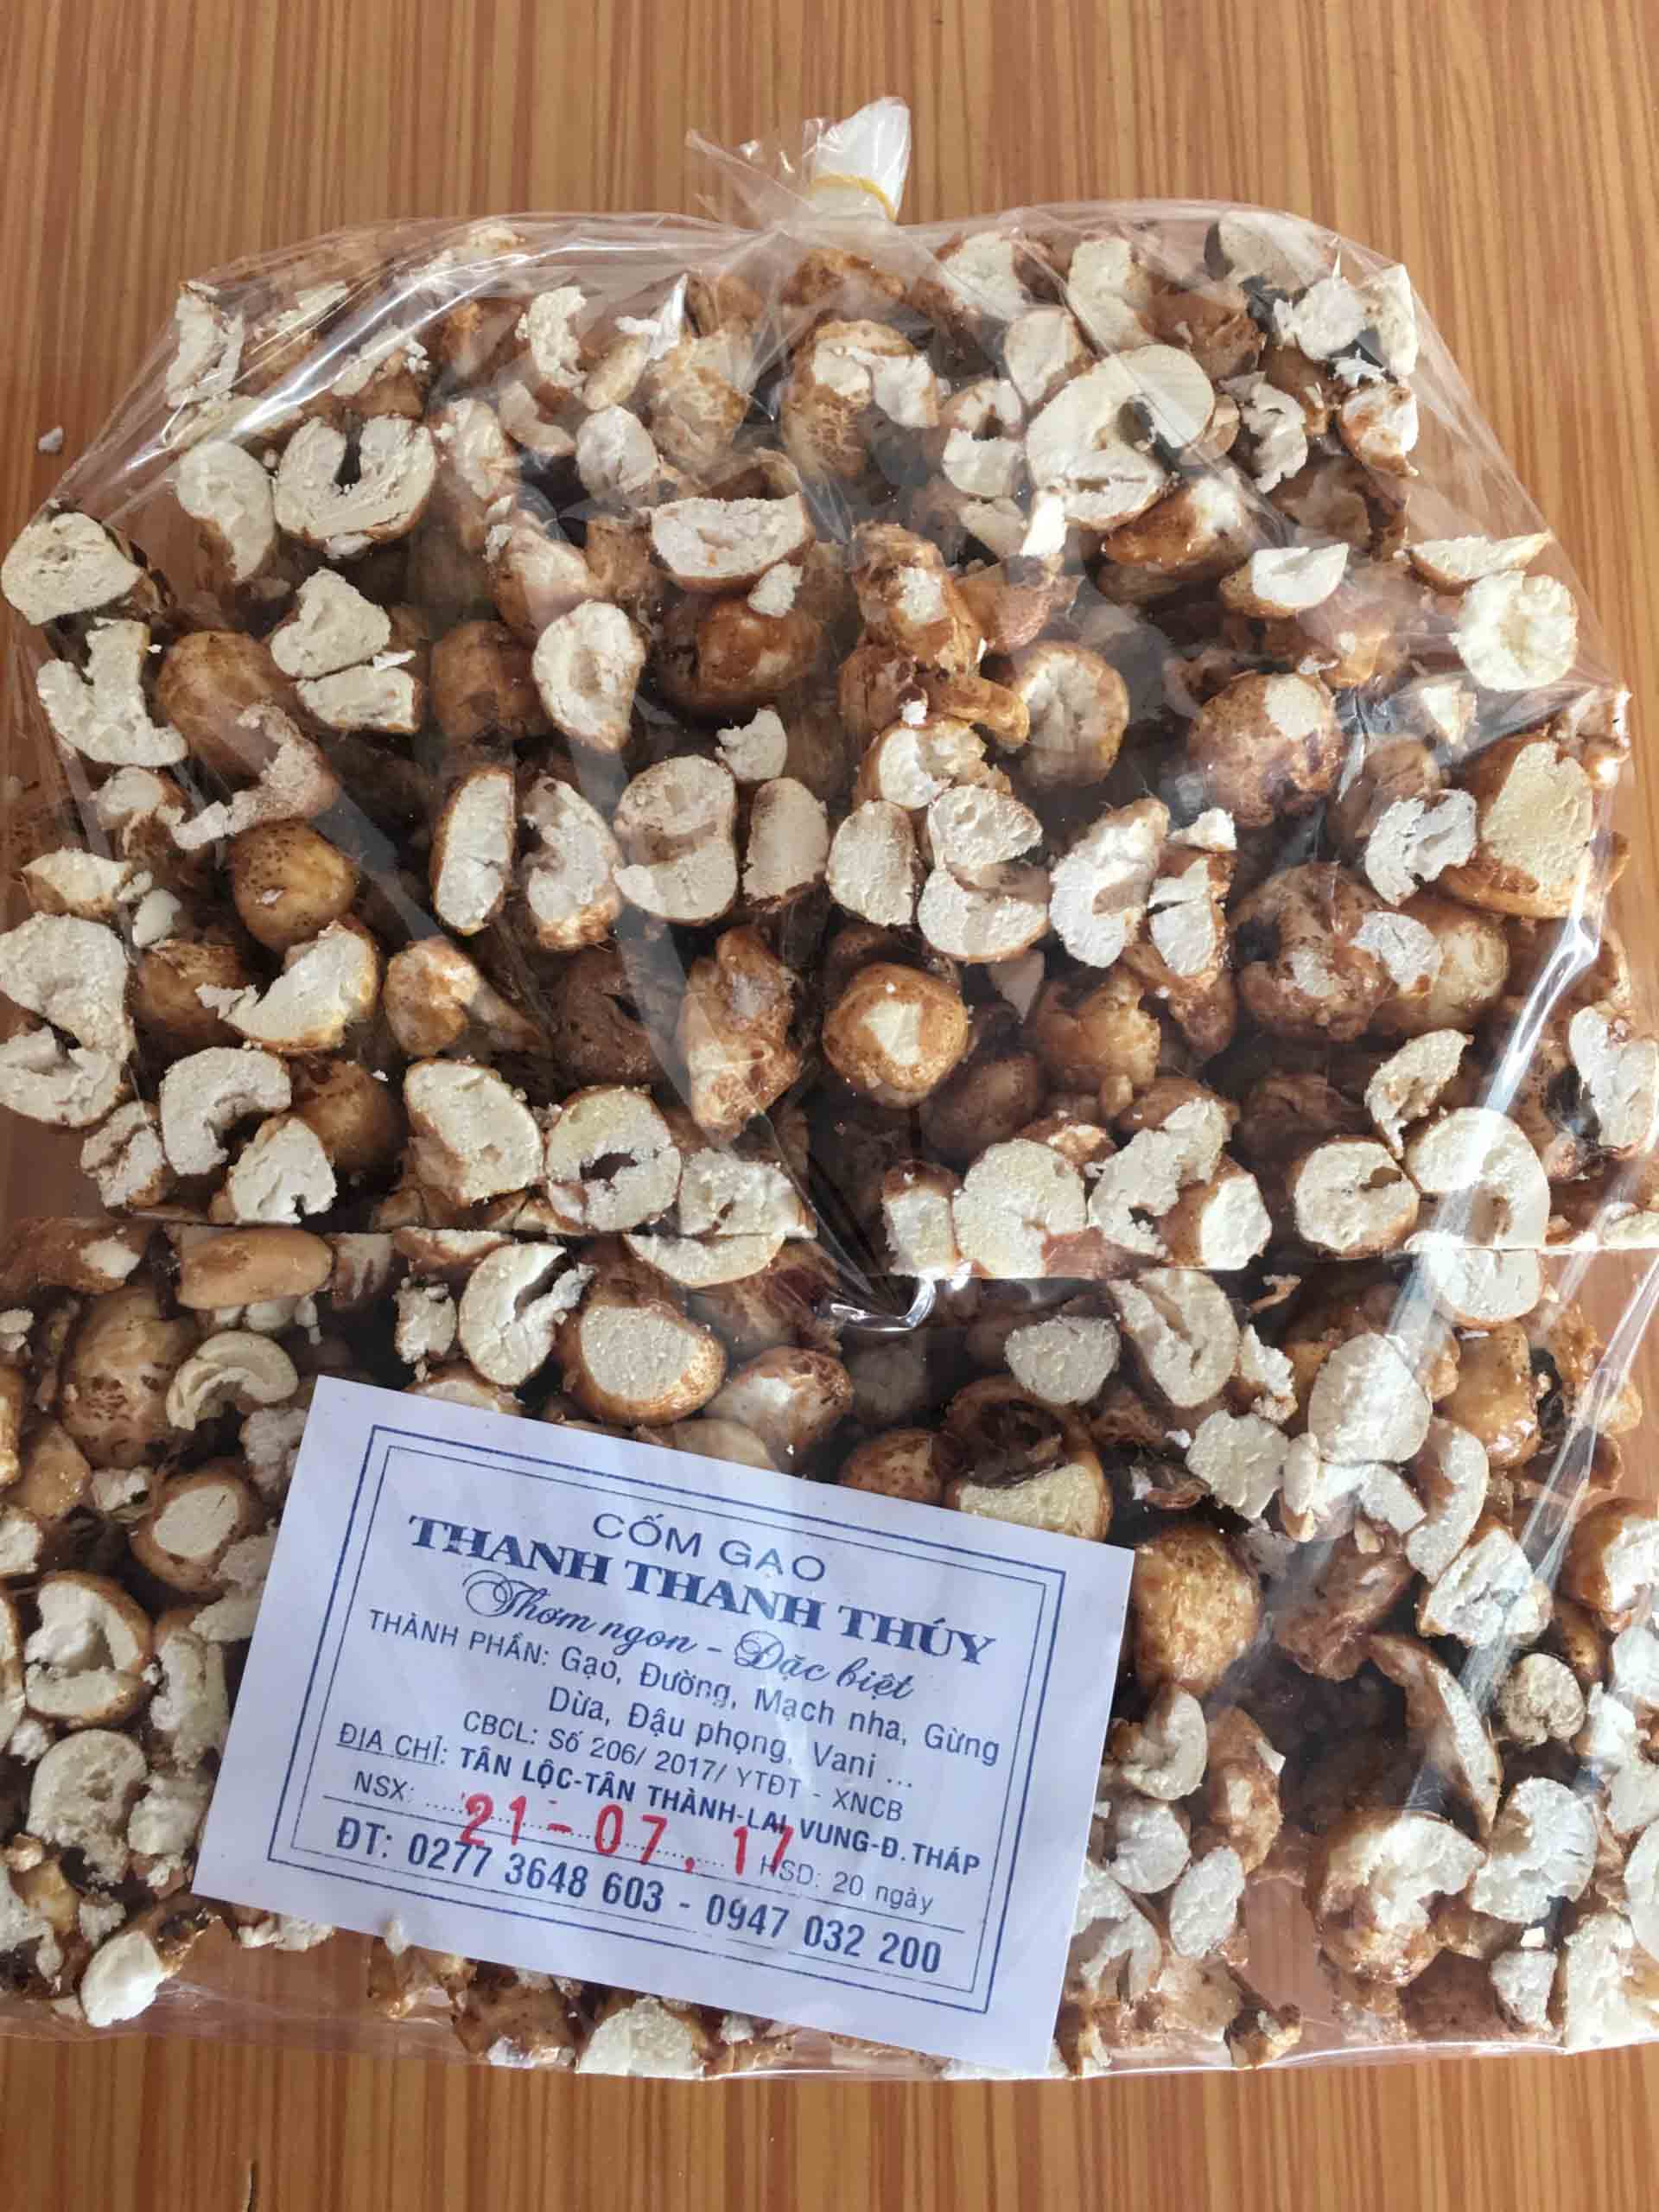 CỐM GẠO
THANH THANH THÚY
Thơm ngon - Đặc biệt
THÀNH PHẦN: Gạo, Đường, Mạch nha, Gừng
Dừa, Đậu phọng, Vani ...
CBCL: Số 206/ 2017/ YTĐT - XNCB
ĐỊA CHỈ: TÂN LỘC-TÂN THÀNH-LAI VUNG-Đ.THÁP
NSX: 21-07.17 HSD: 20 ngày
ĐT: 0277 3648 603 - 0947 032 200